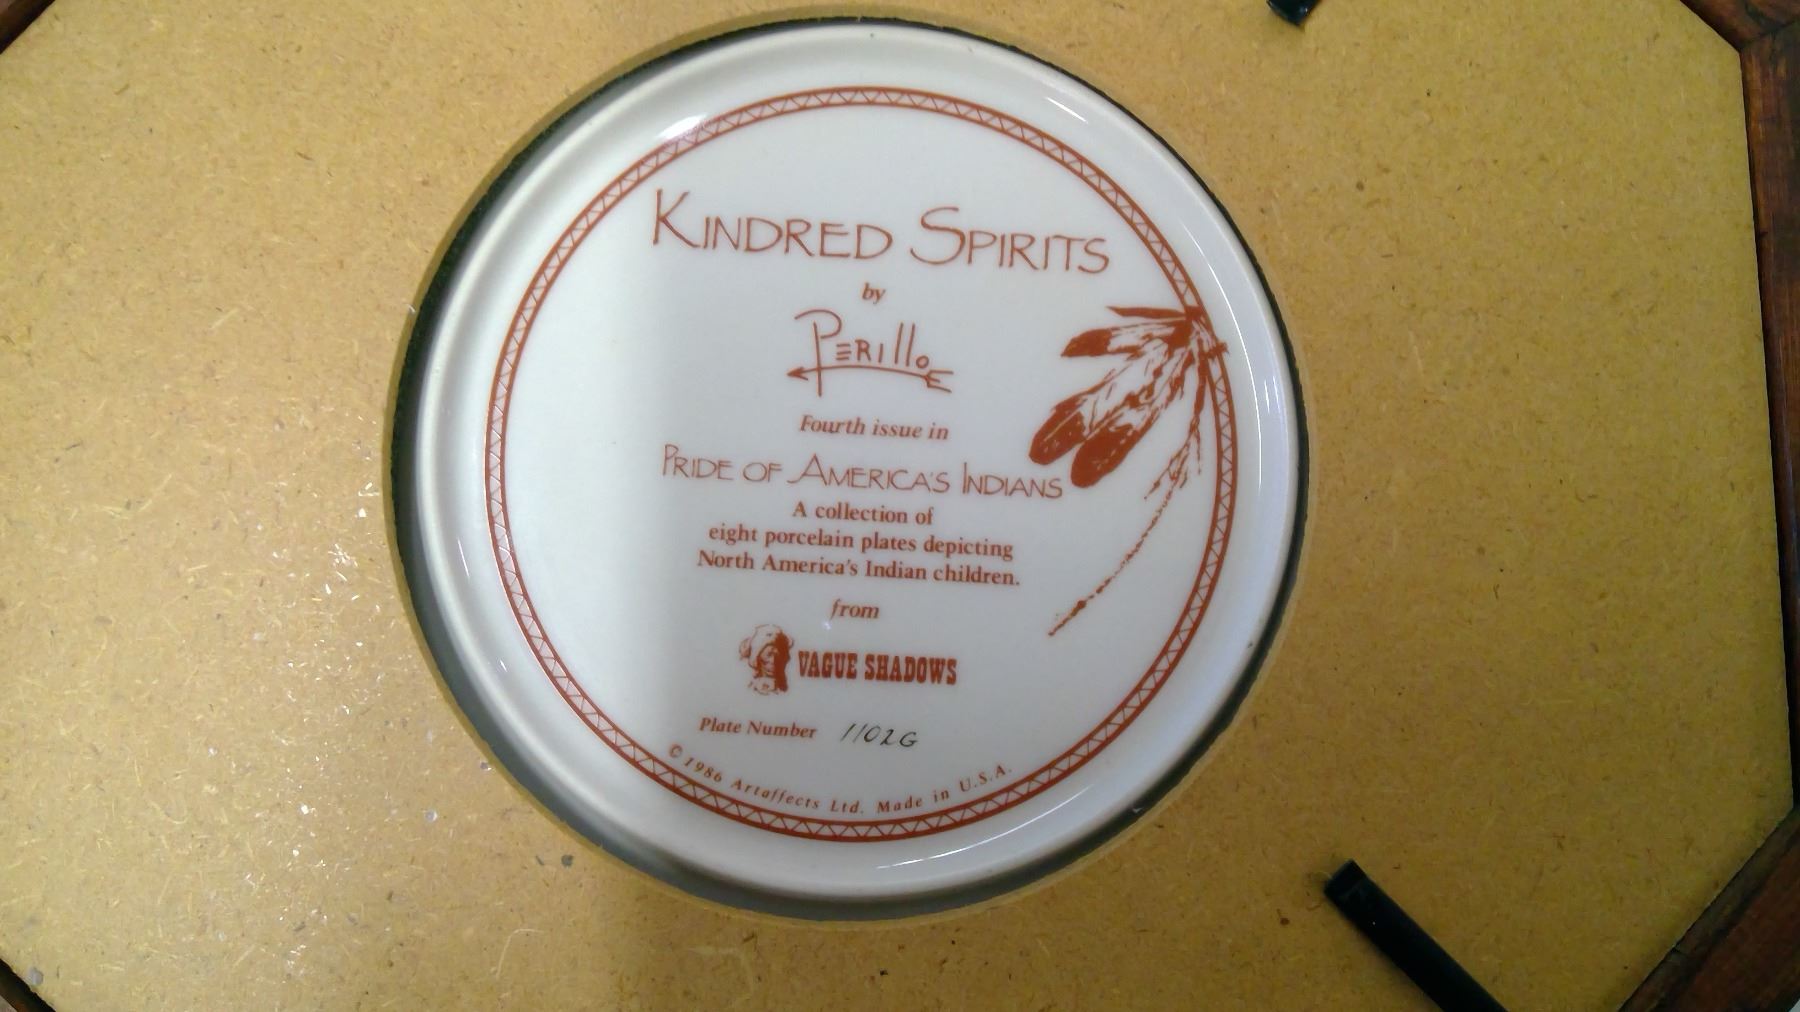 KINDRED SPIRITS
by
PERILLO
Fourth issue in
PRIDE OF AMERICA'S INDIANS
A collection of
eight porcelain plates depicting
North America's Indian children.
from
VAGUE SHADOWS
Plate Number 1102G
© 1986 Artaffects Ltd. Made in U.S.A.